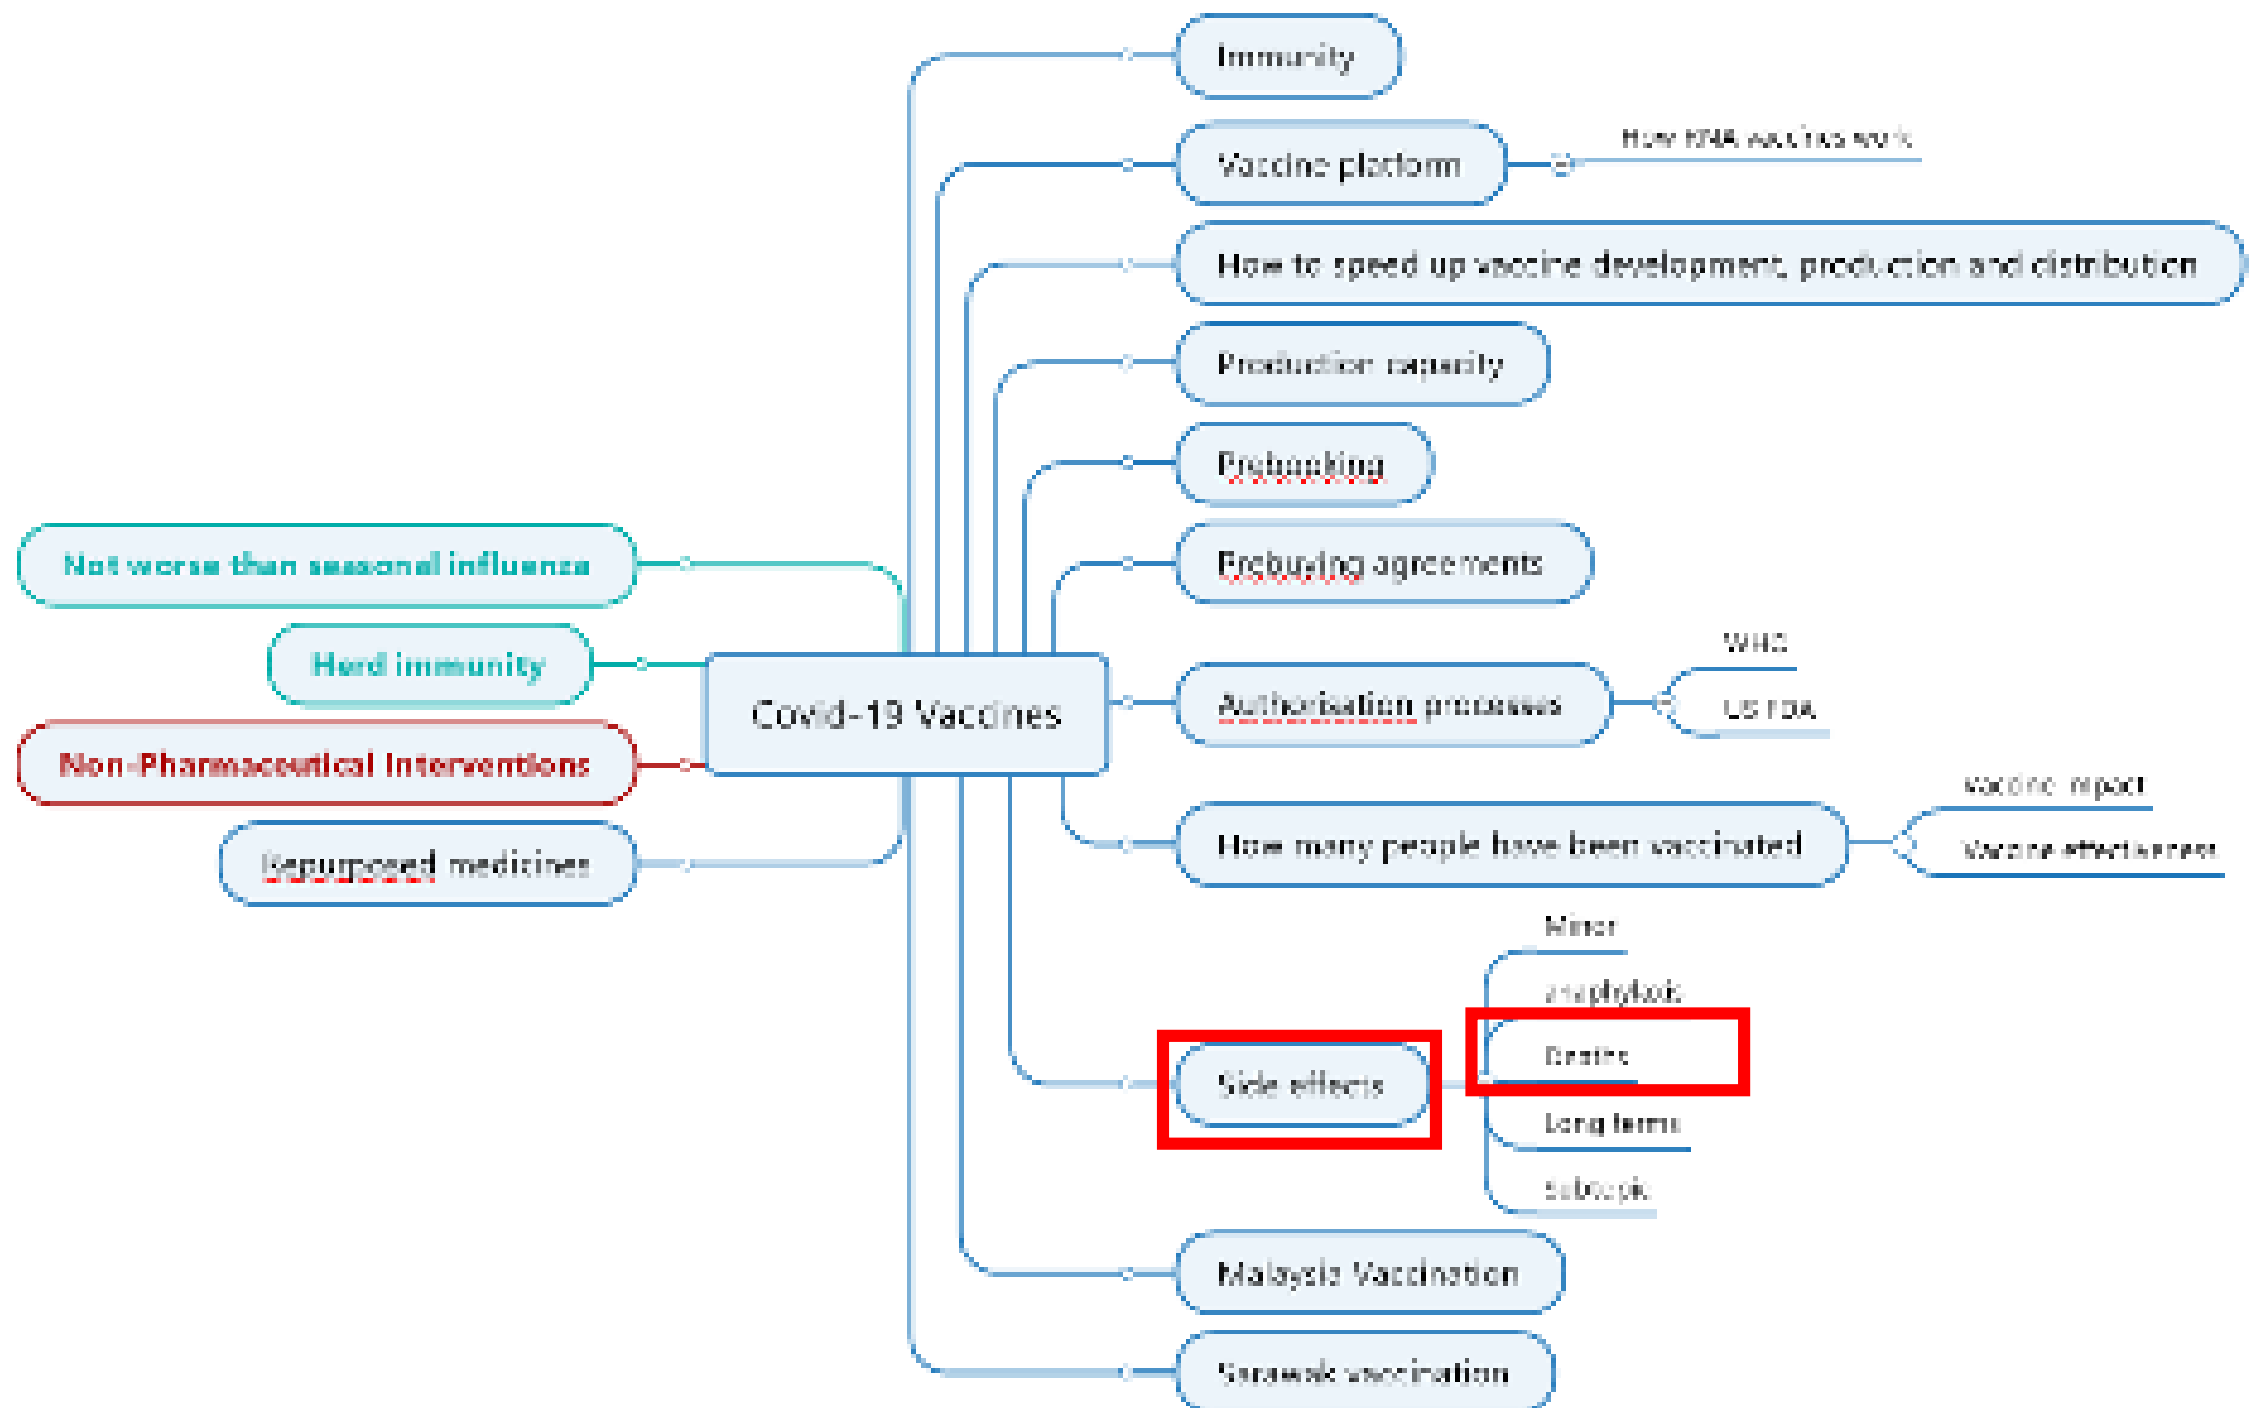 Immunity
Vaccine platform
How RNA vaccines work
How to speed up vaccine development, production and distribution
Production capacity
Prebooking
Prebuying agreements
Authorisation processes
WHO
US FDA
How many people have been vaccinated
Vaccine impact
Vaccine effectiveness
Side effects
Minor
anaphylaxis
Deaths
Long terms
Subtopic
Malaysia Vaccination
Sarawak vaccination
Not worse than seasonal influenza
Herd immunity
Covid-19 Vaccines
Non-Pharmaceutical Interventions
Repurposed medicines